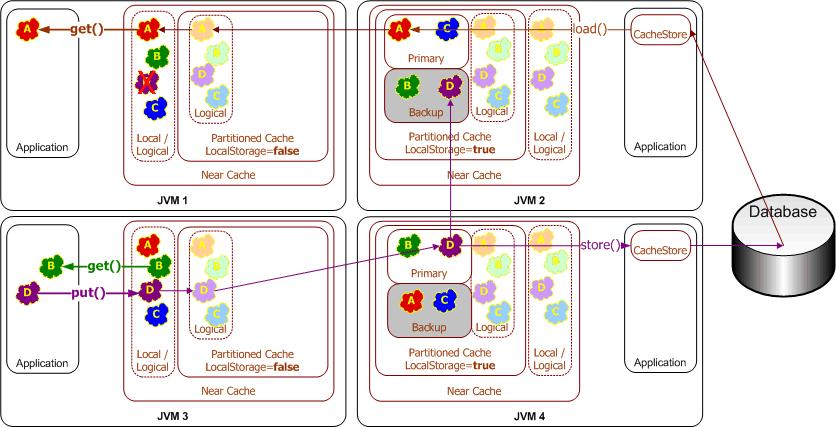 A
get()
A
A
B
B
D
D
C
C
Logical
Local /
Logical
Partitioned Cache
LocalStorage=false
Near Cache
Application
JVM 1
A
C
A
A
load()
CacheStore
Primary
B
B
B
D
D
D
C
C
Backup
Logical
Local /
Logical
Partitioned Cache
LocalStorage=true
Near Cache
Application
JVM 2
Database
A
A
B
get()
B
B
D
put()
D
D
C
C
Logical
Local /
Logical
Partitioned Cache
LocalStorage=false
Near Cache
Application
JVM 3
B
D
A
A
store()
CacheStore
Primary
B
B
A
C
D
D
C
C
Backup
Logical
Local /
Logical
Partitioned Cache
LocalStorage=true
Near Cache
Application
JVM 4